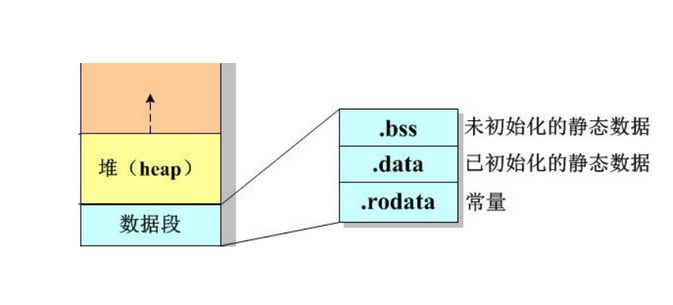 堆（heap）
数据段
.bss
未初始化的静态数据
.data
已初始化的静态数据
.rodata
常量